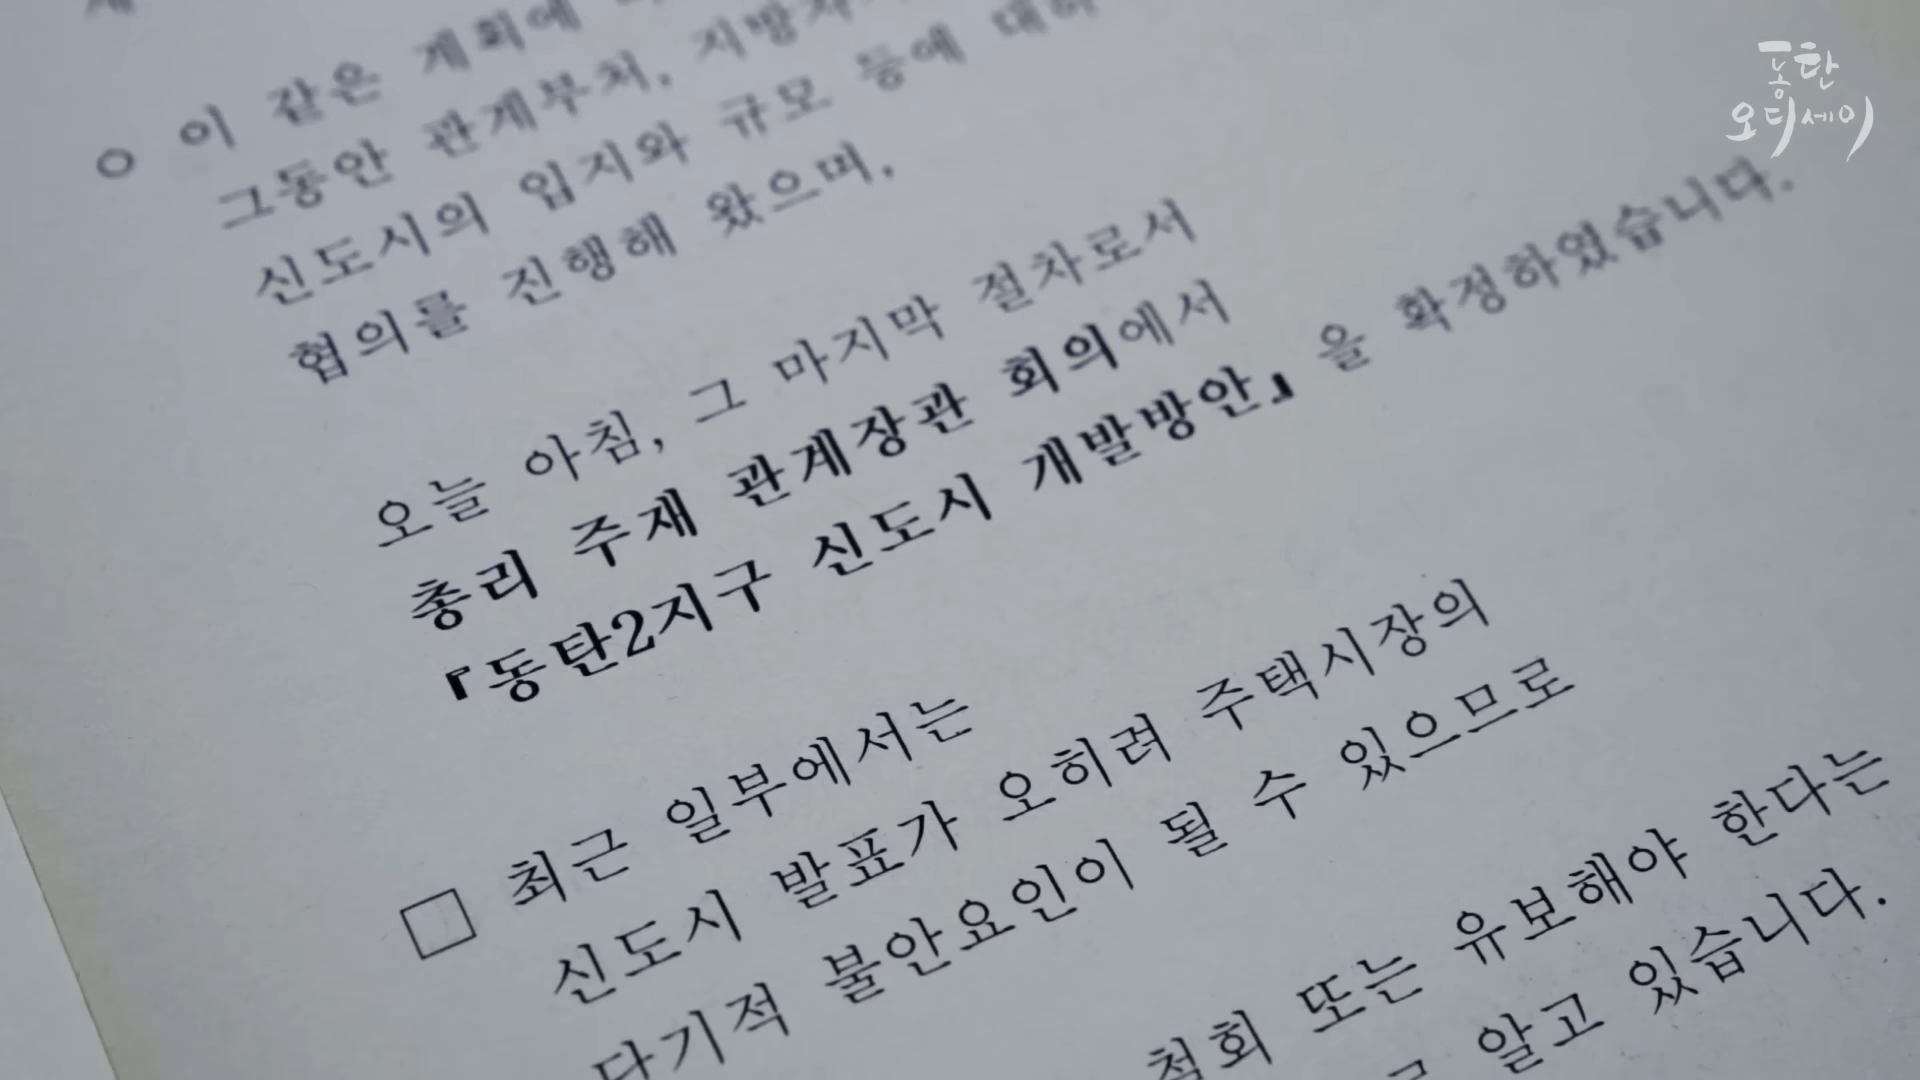 이 같은 계획에
그동안 관계부처, 지방자
신도시의 입지와 규모 등에 대하
협의를 진행해 왔으며,
오늘 아침, 그 마지막 절차로서
총리 주재 관계장관 회의에서
『동탄2지구 신도시 개발방안』을 확정하였습니다.
□ 최근 일부에서는
신도시 발표가 오히려 주택시장의
단기적 불안요인이 될 수 있으므로
철회 또는 유보해야 한다는
알고 있습니다.
동탄
오디세이